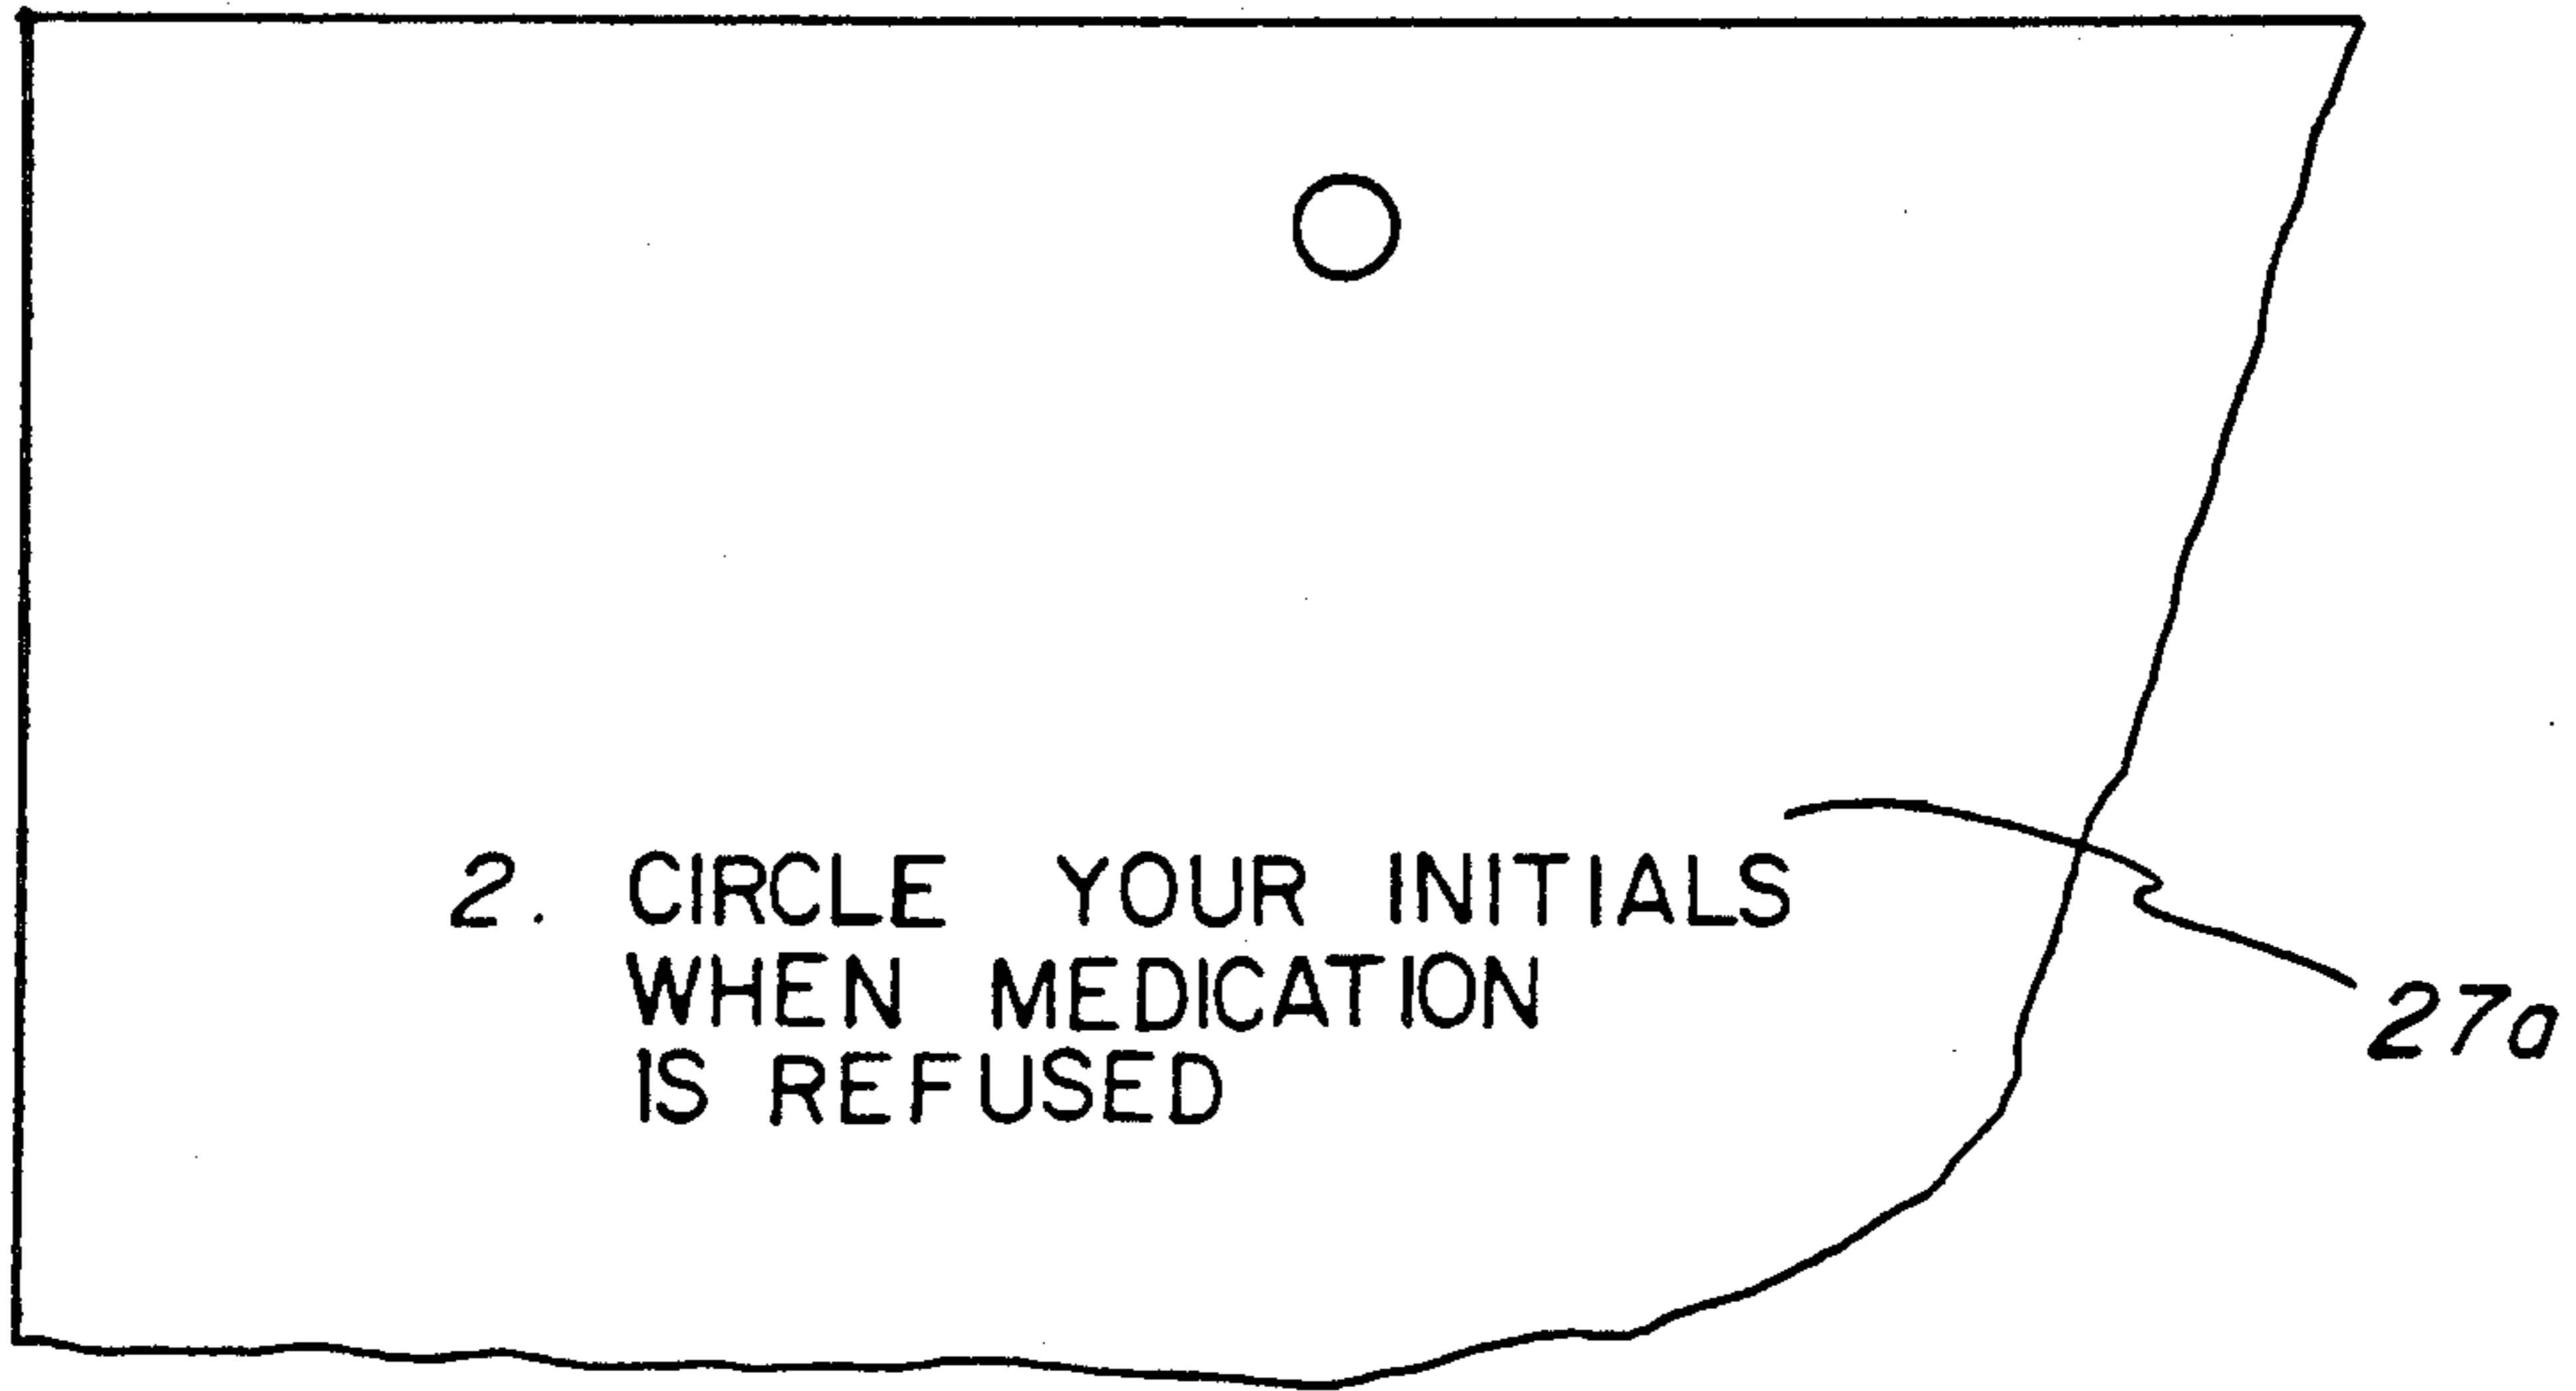 2. CIRCLE YOUR INITIALS
WHEN MEDICATION
IS REFUSED
27a